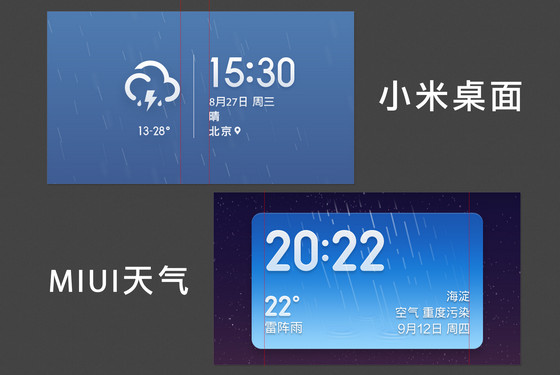 15:30
8月27日 周三
晴
13-28°
北京
小米桌面
MIUI天气
20:22
22°
雷阵雨
海淀
空气 重度污染
9月12日 周四